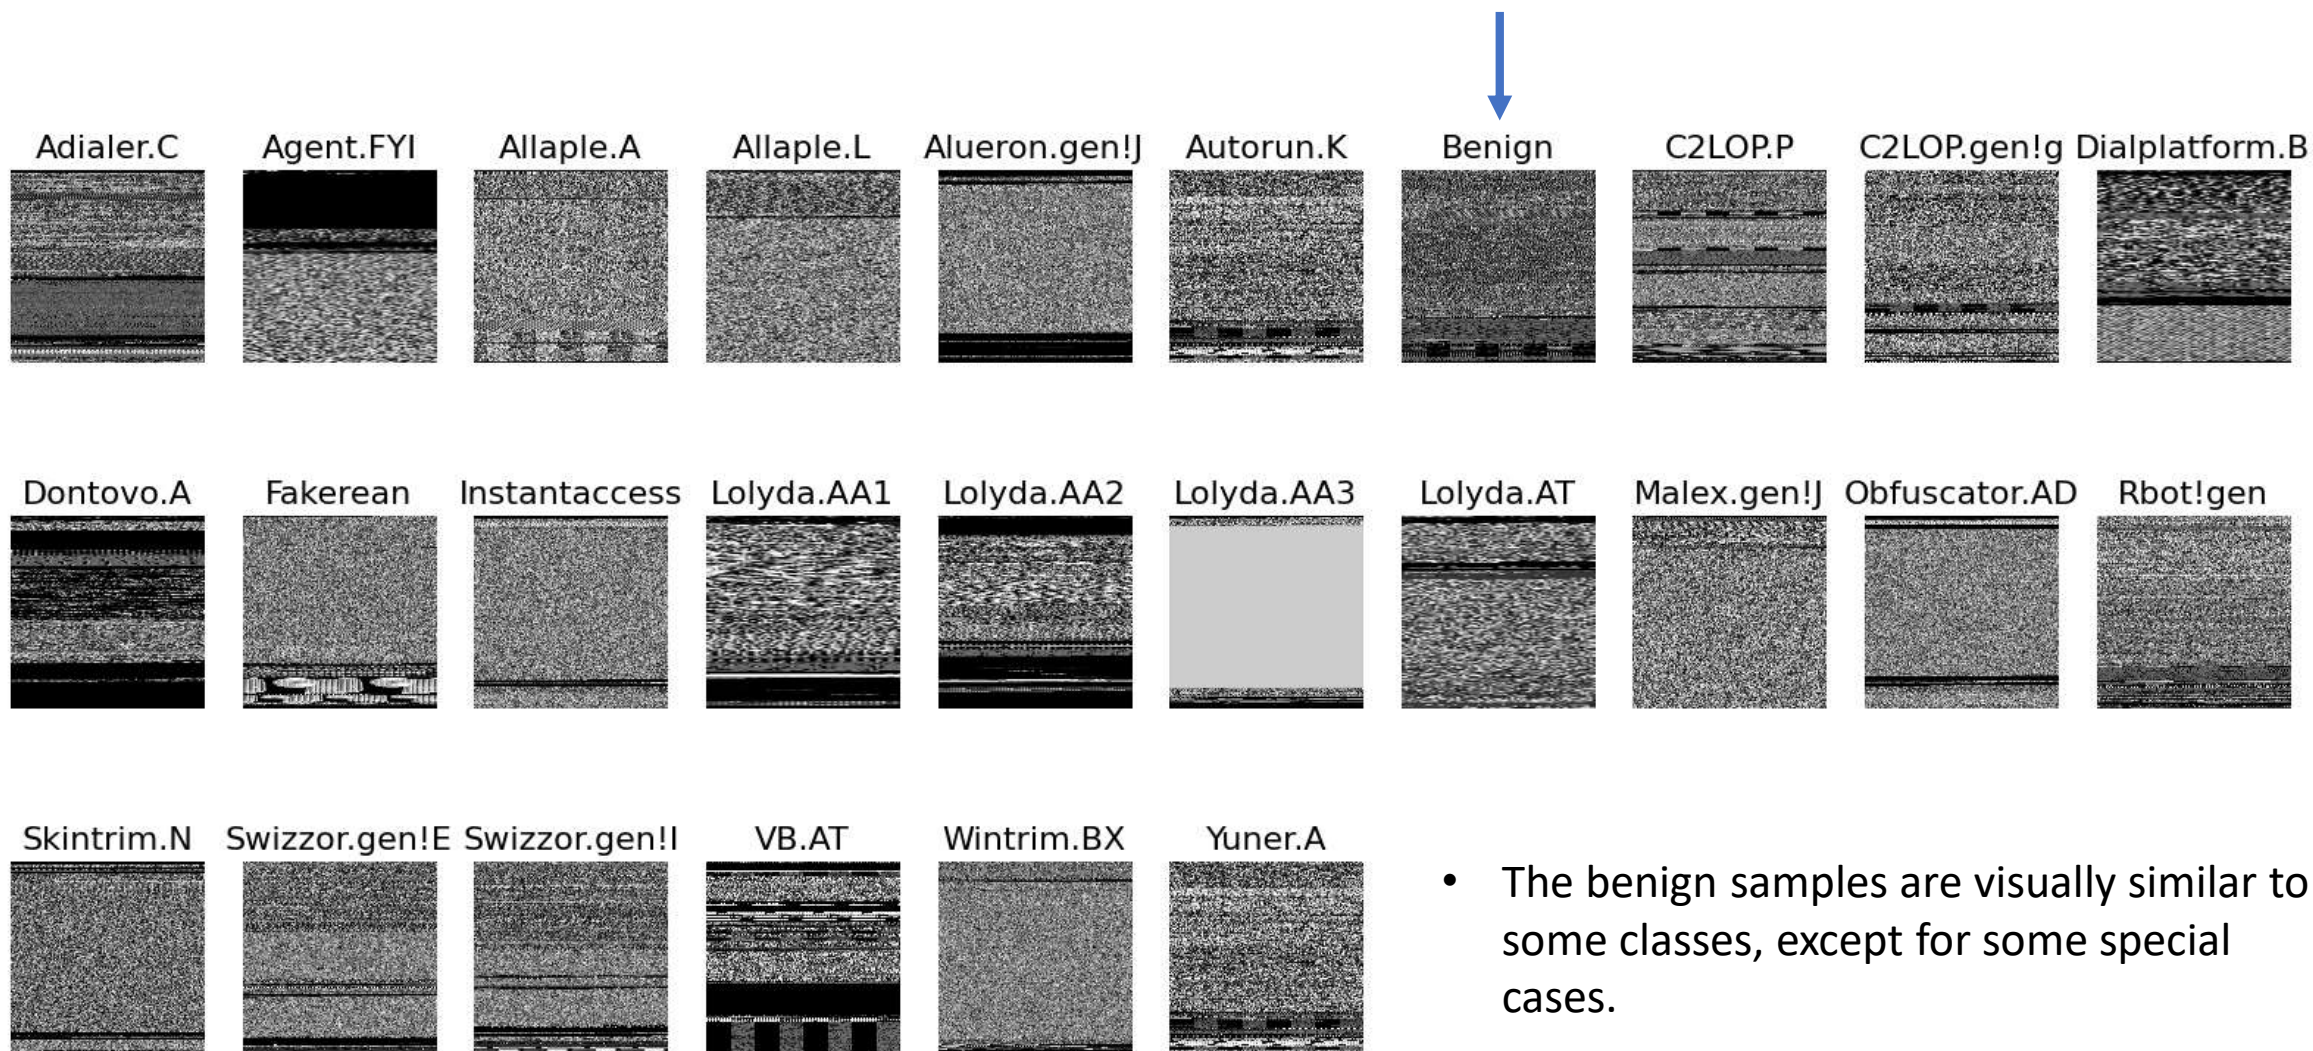 Adialer.C Agent.FYI Allaple.A Allaple.L Alueron.gen!J Autorun.K Benign C2LOP.P C2LOP.gen!g Dialplatform.B
Dontovo.A Fakerean Instantaccess Lolyda.AA1 Lolyda.AA2 Lolyda.AA3 Lolyda.AT Malex.gen!J Obfuscator.AD Rbot!gen
Skintrim.N Swizzor.gen!E Swizzor.gen!I VB.AT Wintrim.BX Yuner.A
• The benign samples are visually similar to
some classes, except for some special
cases.